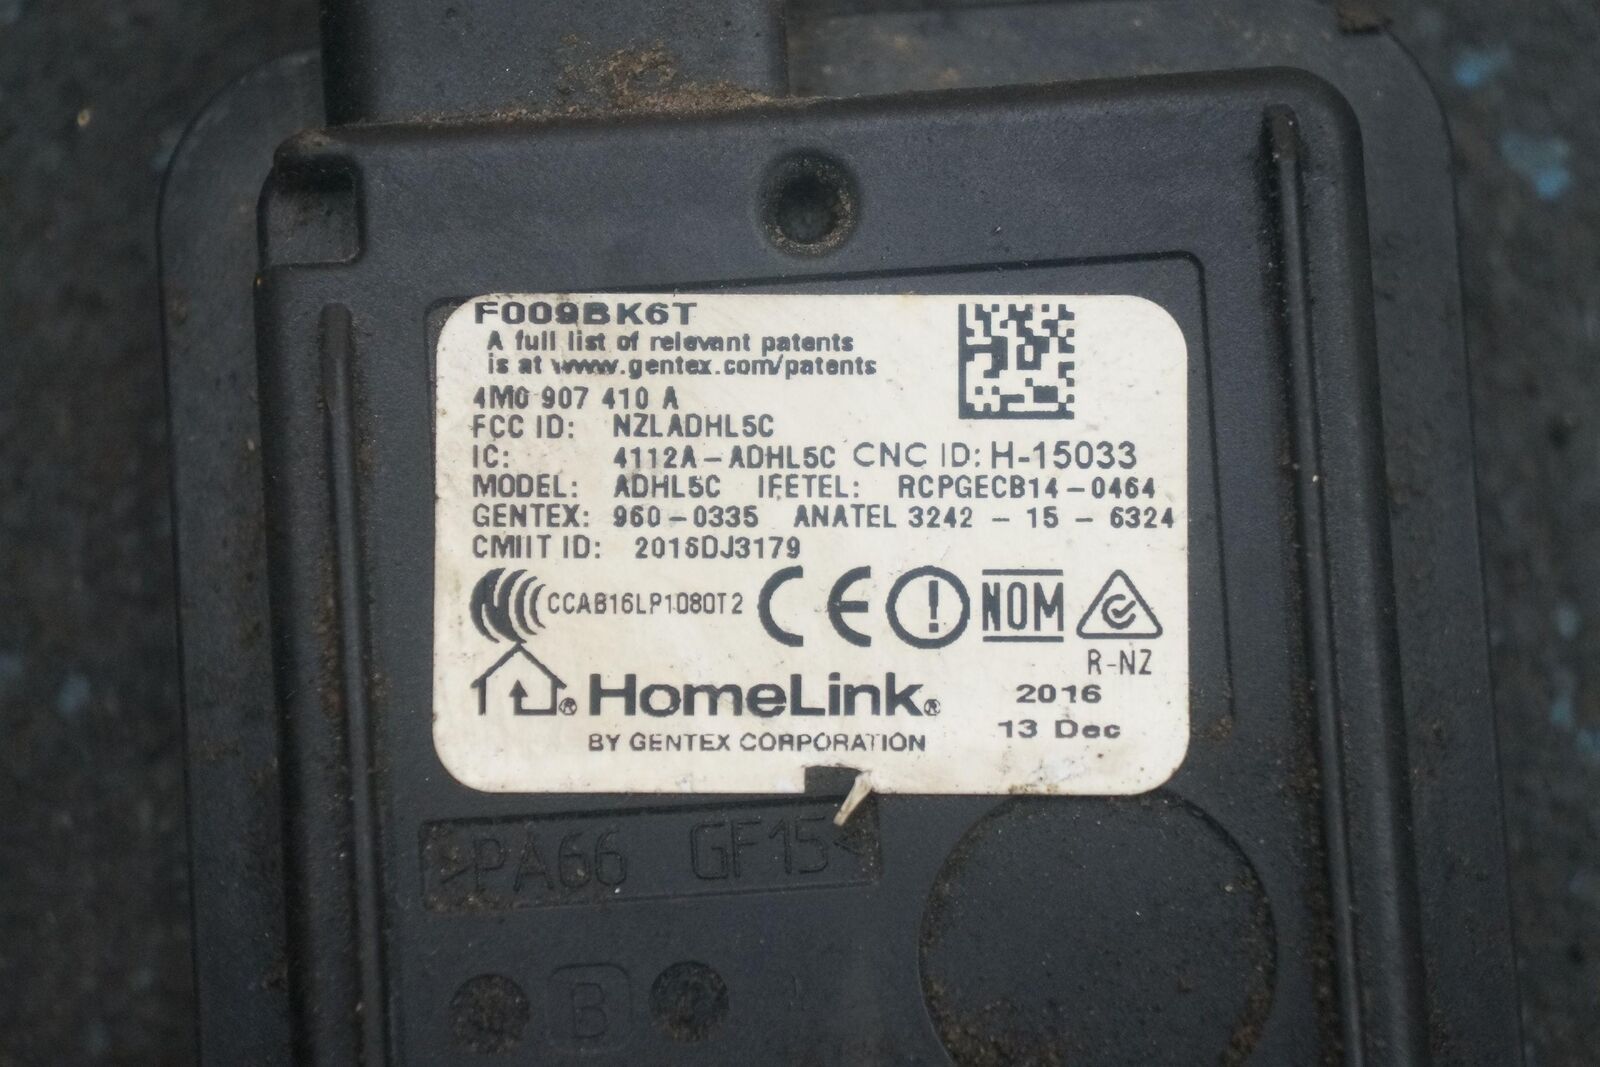 F009BK6T
A full list of relevant patents
is at www.gentex.com/patents
4M0 907 410 A
FCC ID: NZLADHL5C
IC: 4112A-ADHL5C CNC ID: H-15033
MODEL: ADHL5C IFETEL: RCPGECB14-0464
GENTEX: 960-0335 ANATEL 3242 - 15 - 6324
CMIIT ID: 2016DJ3179
CCAB16LP1080T2 CE NOM
R-NZ
HomeLink®
2016
13 Dec
BY GENTEX CORPORATION
>PA66 GF15<
B